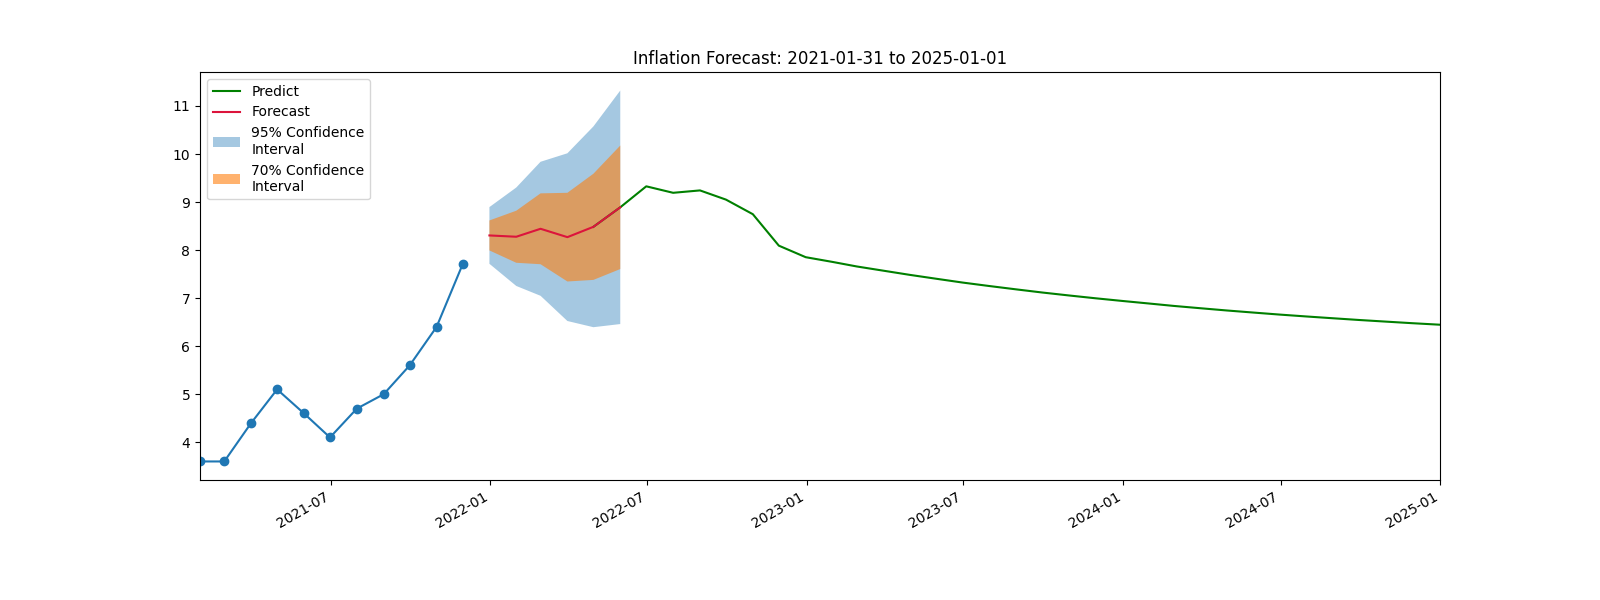 Inflation Forecast: 2021-01-31 to 2025-01-01
Predict
Forecast
95% Confidence
Interval
70% Confidence
Interval
11
10
9
8
7
6
5
4
2021-07
2022-01
2022-07
2023-01
2023-07
2024-01
2024-07
2025-01